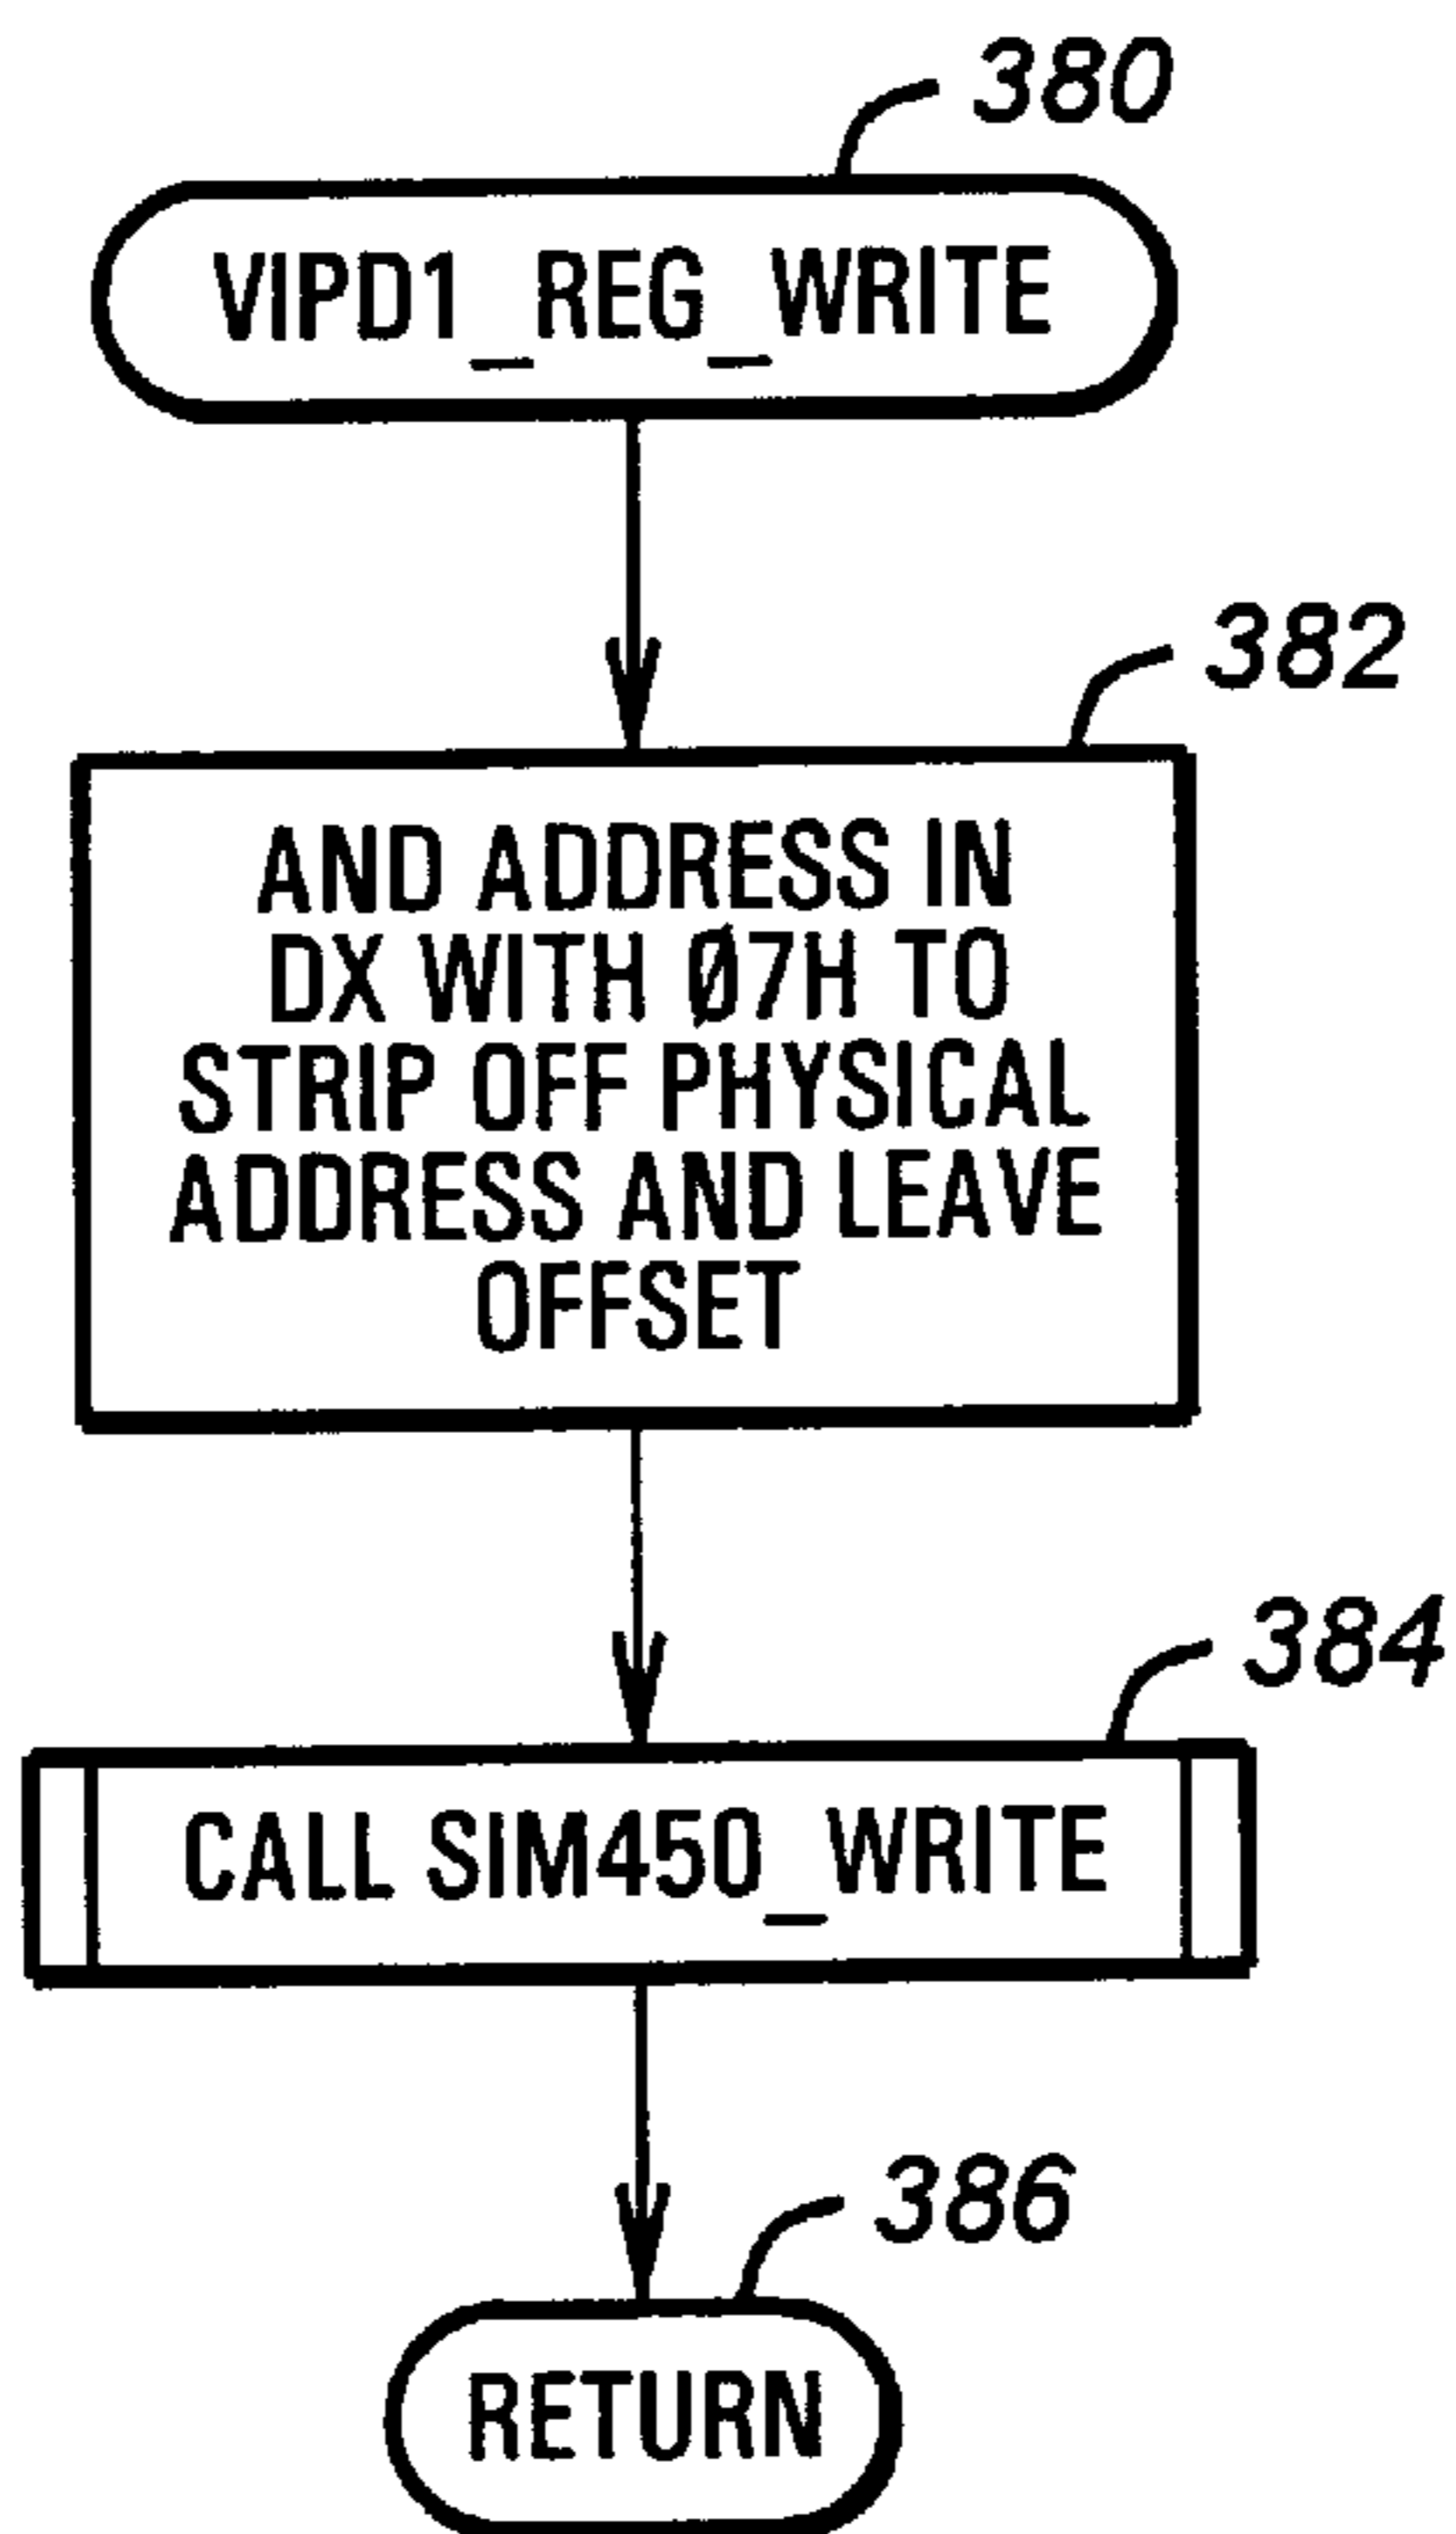 380
VIPD1_REG_WRITE
382
AND ADDRESS IN
DX WITH Ø7H TO
STRIP OFF PHYSICAL
ADDRESS AND LEAVE
OFFSET
384
CALL SIM450_WRITE
386
RETURN